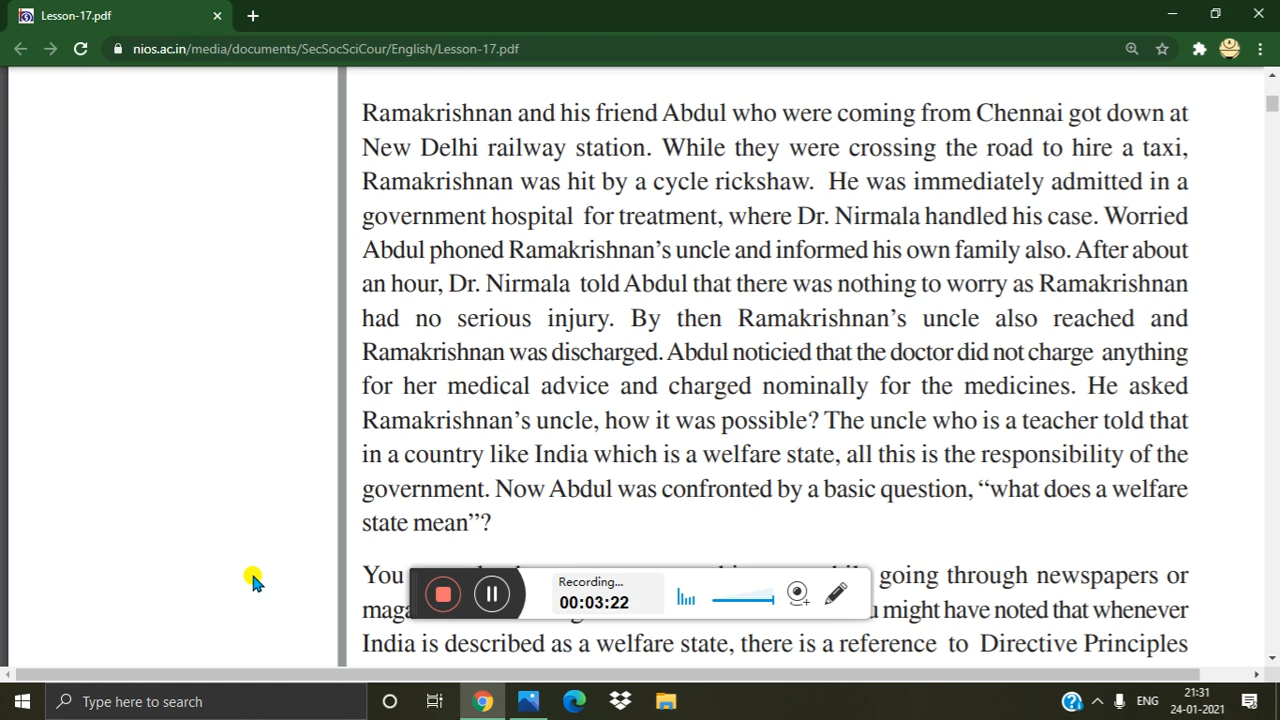 Lesson-17.pdf
nios.ac.in/media/documents/SecSocSciCour/English/Lesson-17.pdf
Ramakrishnan and his friend Abdul who were coming from Chennai got down at
New Delhi railway station. While they were crossing the road to hire a taxi,
Ramakrishnan was hit by a cycle rickshaw. He was immediately admitted in a
government hospital for treatment, where Dr. Nirmala handled his case. Worried
Abdul phoned Ramakrishnan's uncle and informed his own family also. After about
an hour, Dr. Nirmala told Abdul that there was nothing to worry as Ramakrishnan
had no serious injury. By then Ramakrishnan's uncle also reached and
Ramakrishnan was discharged. Abdul noticied that the doctor did not charge anything
for her medical advice and charged nominally for the medicines. He asked
Ramakrishnan's uncle, how it was possible? The uncle who is a teacher told that
in a country like India which is a welfare state, all this is the responsibility of the
government. Now Abdul was confronted by a basic question, “what does a welfare
state mean”?
You going through newspapers or
might have noted that whenever
India is described as a welfare state, there is a reference to Directive Principles
Recording...
00:03:22
Type here to search
ENG
21:31
24-01-2021